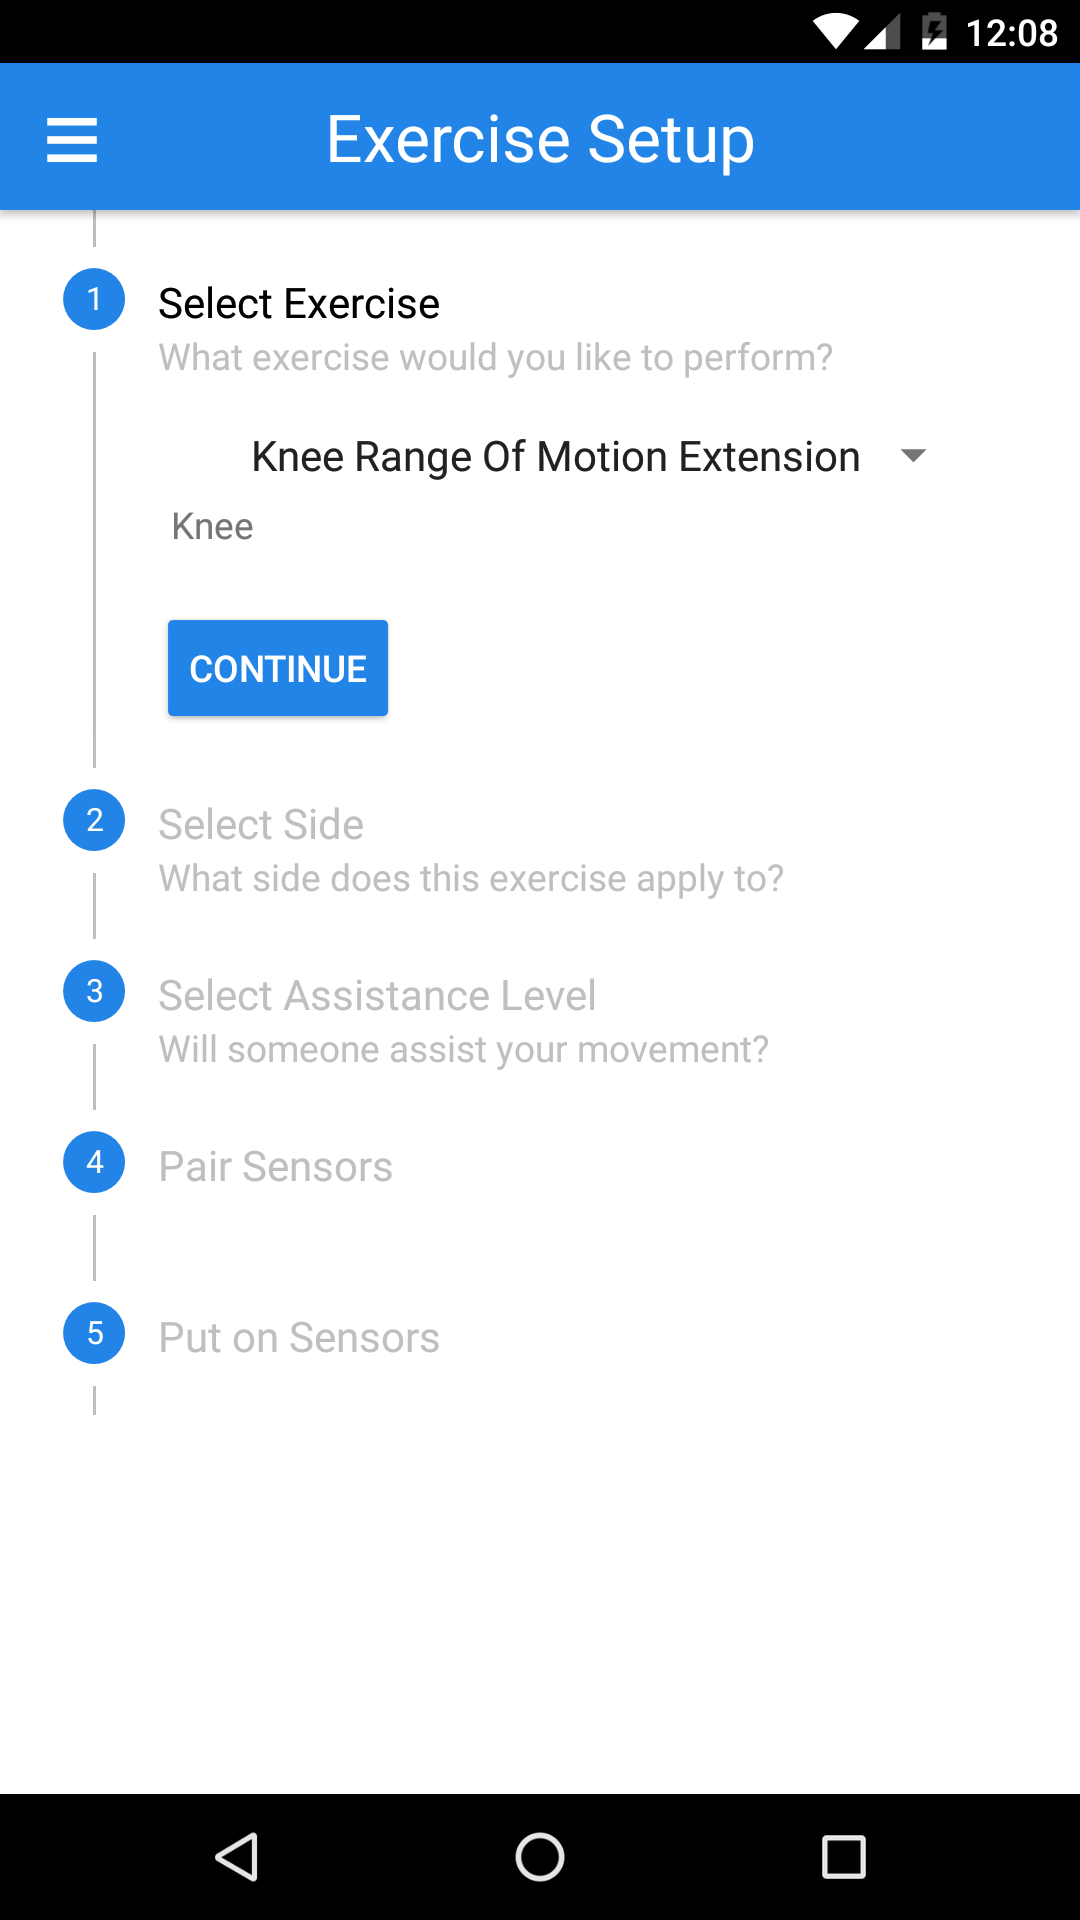 12:08
Exercise Setup
1 Select Exercise
What exercise would you like to perform?
Knee Range Of Motion Extension
Knee
CONTINUE
2 Select Side
What side does this exercise apply to?
3 Select Assistance Level
Will someone assist your movement?
4 Pair Sensors
5 Put on Sensors